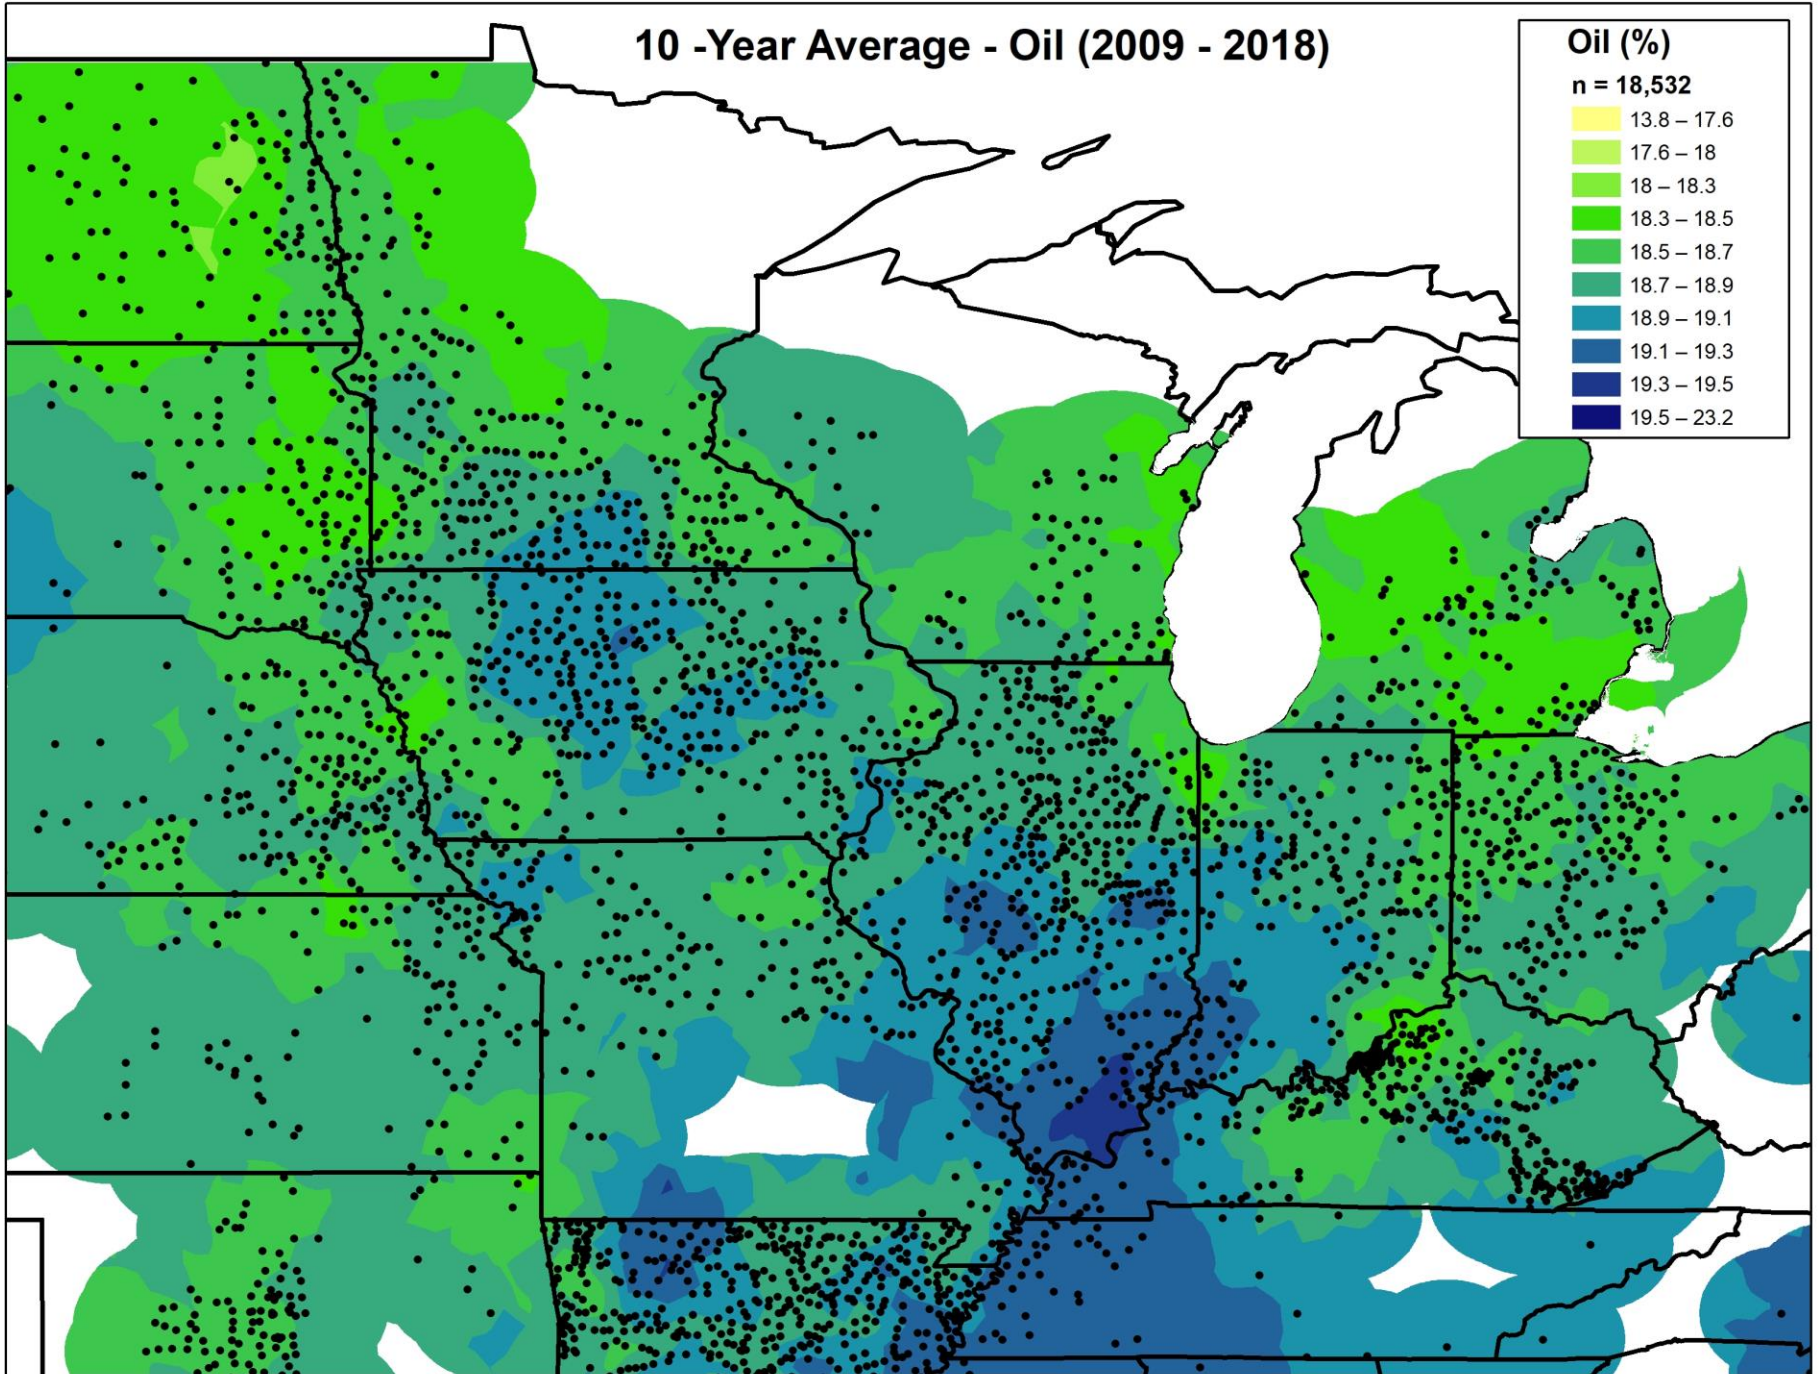 10 -Year Average - Oil (2009 - 2018)
Oil (%)
n = 18,532
13.8 – 17.6
17.6 – 18
18 – 18.3
18.3 – 18.5
18.5 – 18.7
18.7 – 18.9
18.9 – 19.1
19.1 – 19.3
19.3 – 19.5
19.5 – 23.2